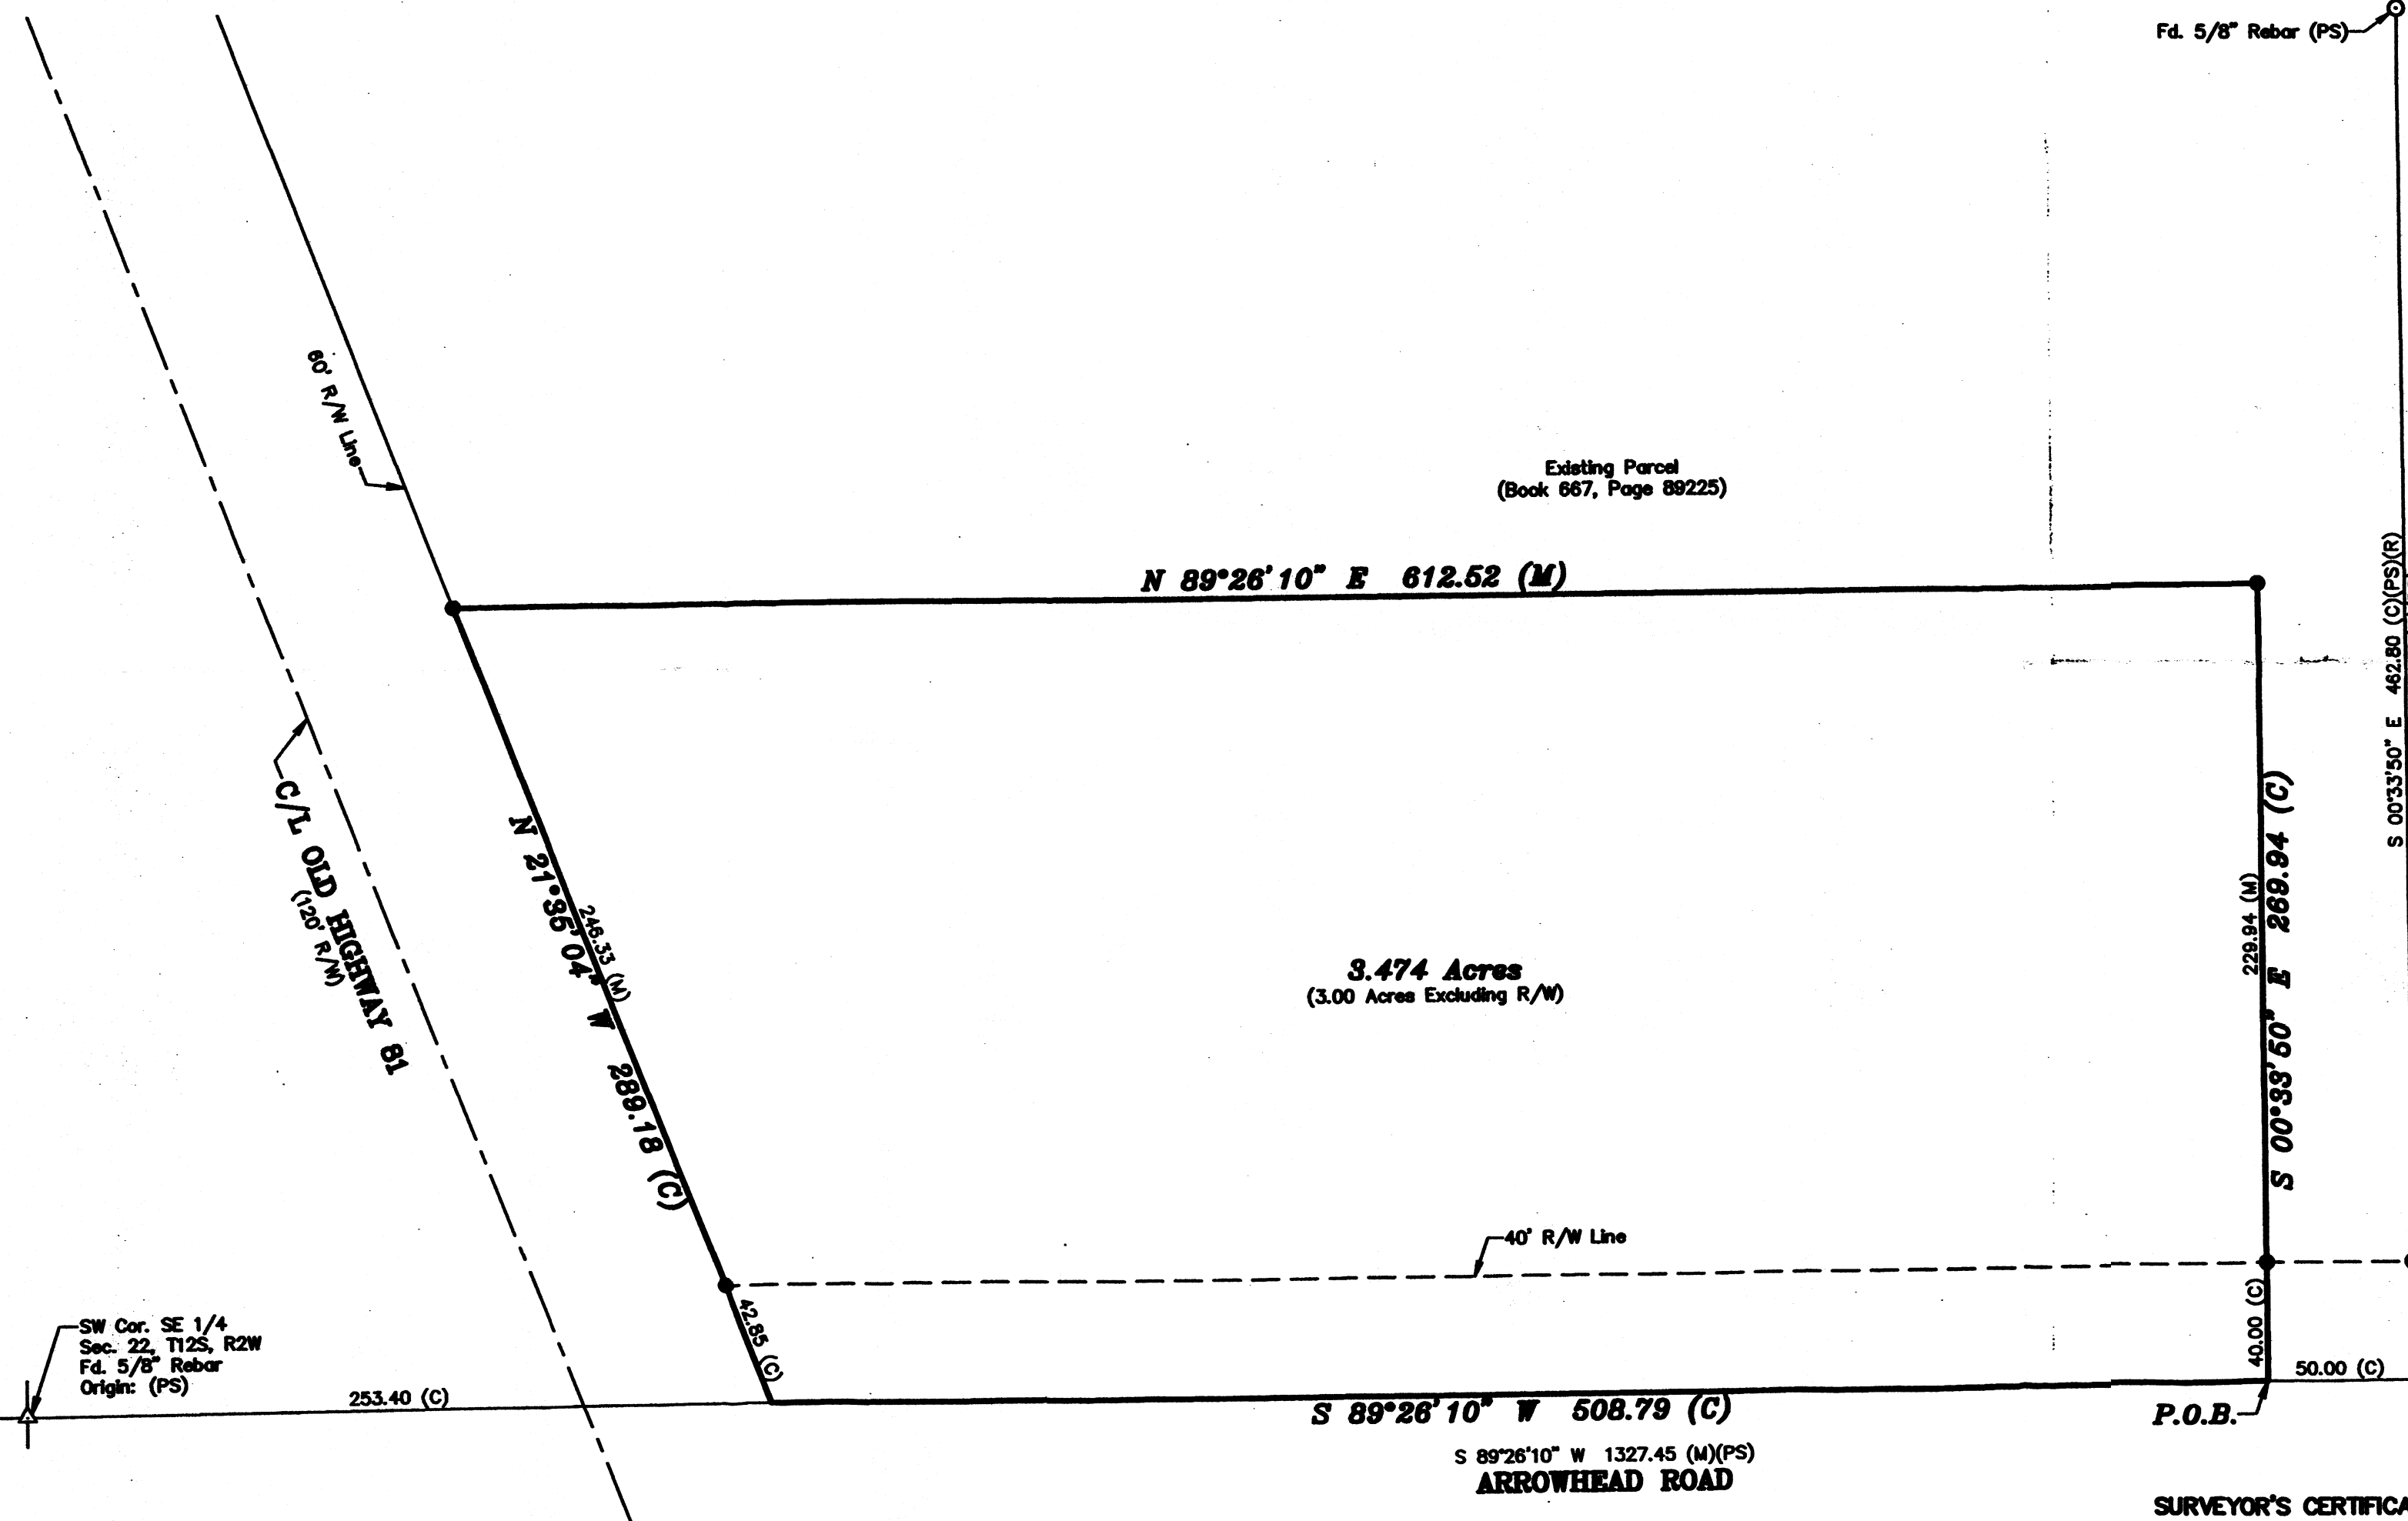 Fd. 5/8" Rebar (PS)
60' R/W Line
Existing Parcel
(Book 667, Page 89225)
N 89°26'10" E 612.52 (M)
S 00°33'50" E 462.80 (C)(PS)(R)
C/L OLD HIGHWAY 81
(120' R/W)
N 21°35'04" W 289.18 (C)
246.33 (M)
3.474 Acres
(3.00 Acres Excluding R/W)
229.94 (M)
S 00°33'50" E 269.94 (C)
40' R/W Line
42.85 (C)
40.00 (C)
SW Cor. SE 1/4
Sec. 22, T12S, R2W
Fd. 5/8" Rebar
Origin: (PS)
253.40 (C)
50.00 (C)
S 89°26'10" W 508.79 (C)
P.O.B.
S 89°26'10" W 1327.45 (M)(PS)
ARROWHEAD ROAD
SURVEYOR'S CERTIFICA